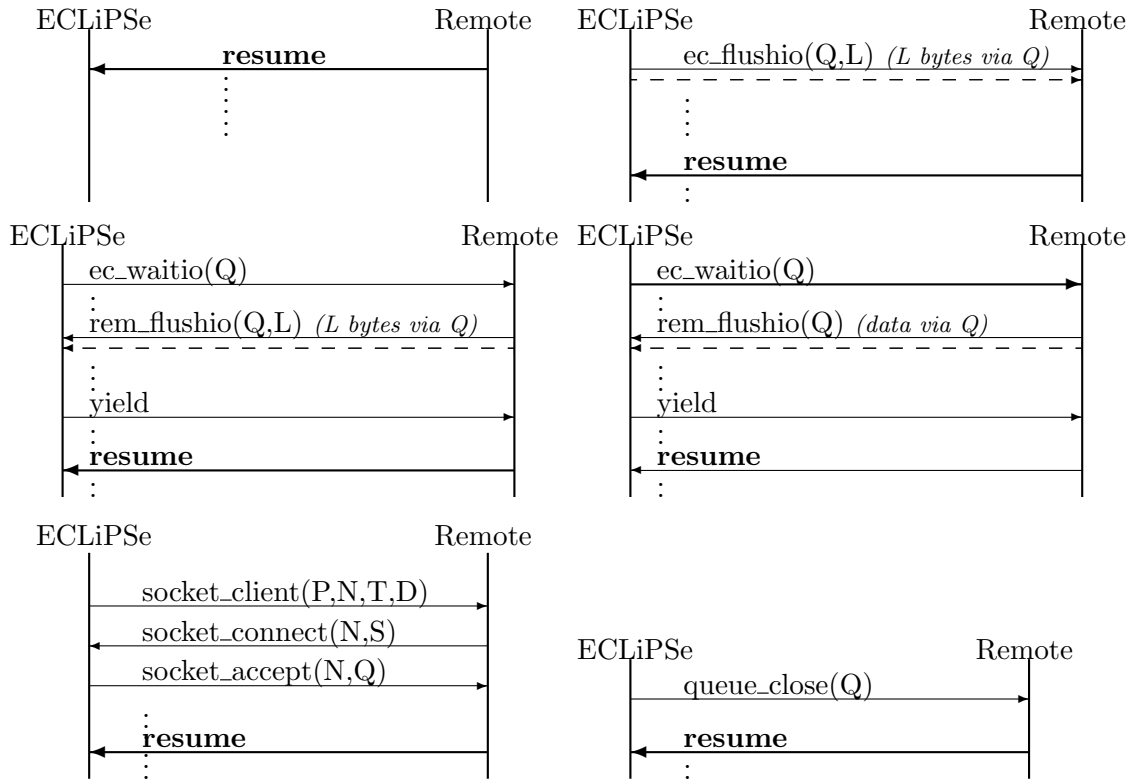 ECLiPSe Remote
resume
ECLiPSe Remote
ec_flushio(Q,L) (L bytes via Q)
resume
ECLiPSe Remote
ec_waitio(Q)
rem_flushio(Q,L) (L bytes via Q)
yield
resume
ECLiPSe Remote
ec_waitio(Q)
rem_flushio(Q) (data via Q)
yield
resume
ECLiPSe Remote
socket_client(P,N,T,D)
socket_connect(N,S)
socket_accept(N,Q)
resume
ECLiPSe Remote
queue_close(Q)
resume